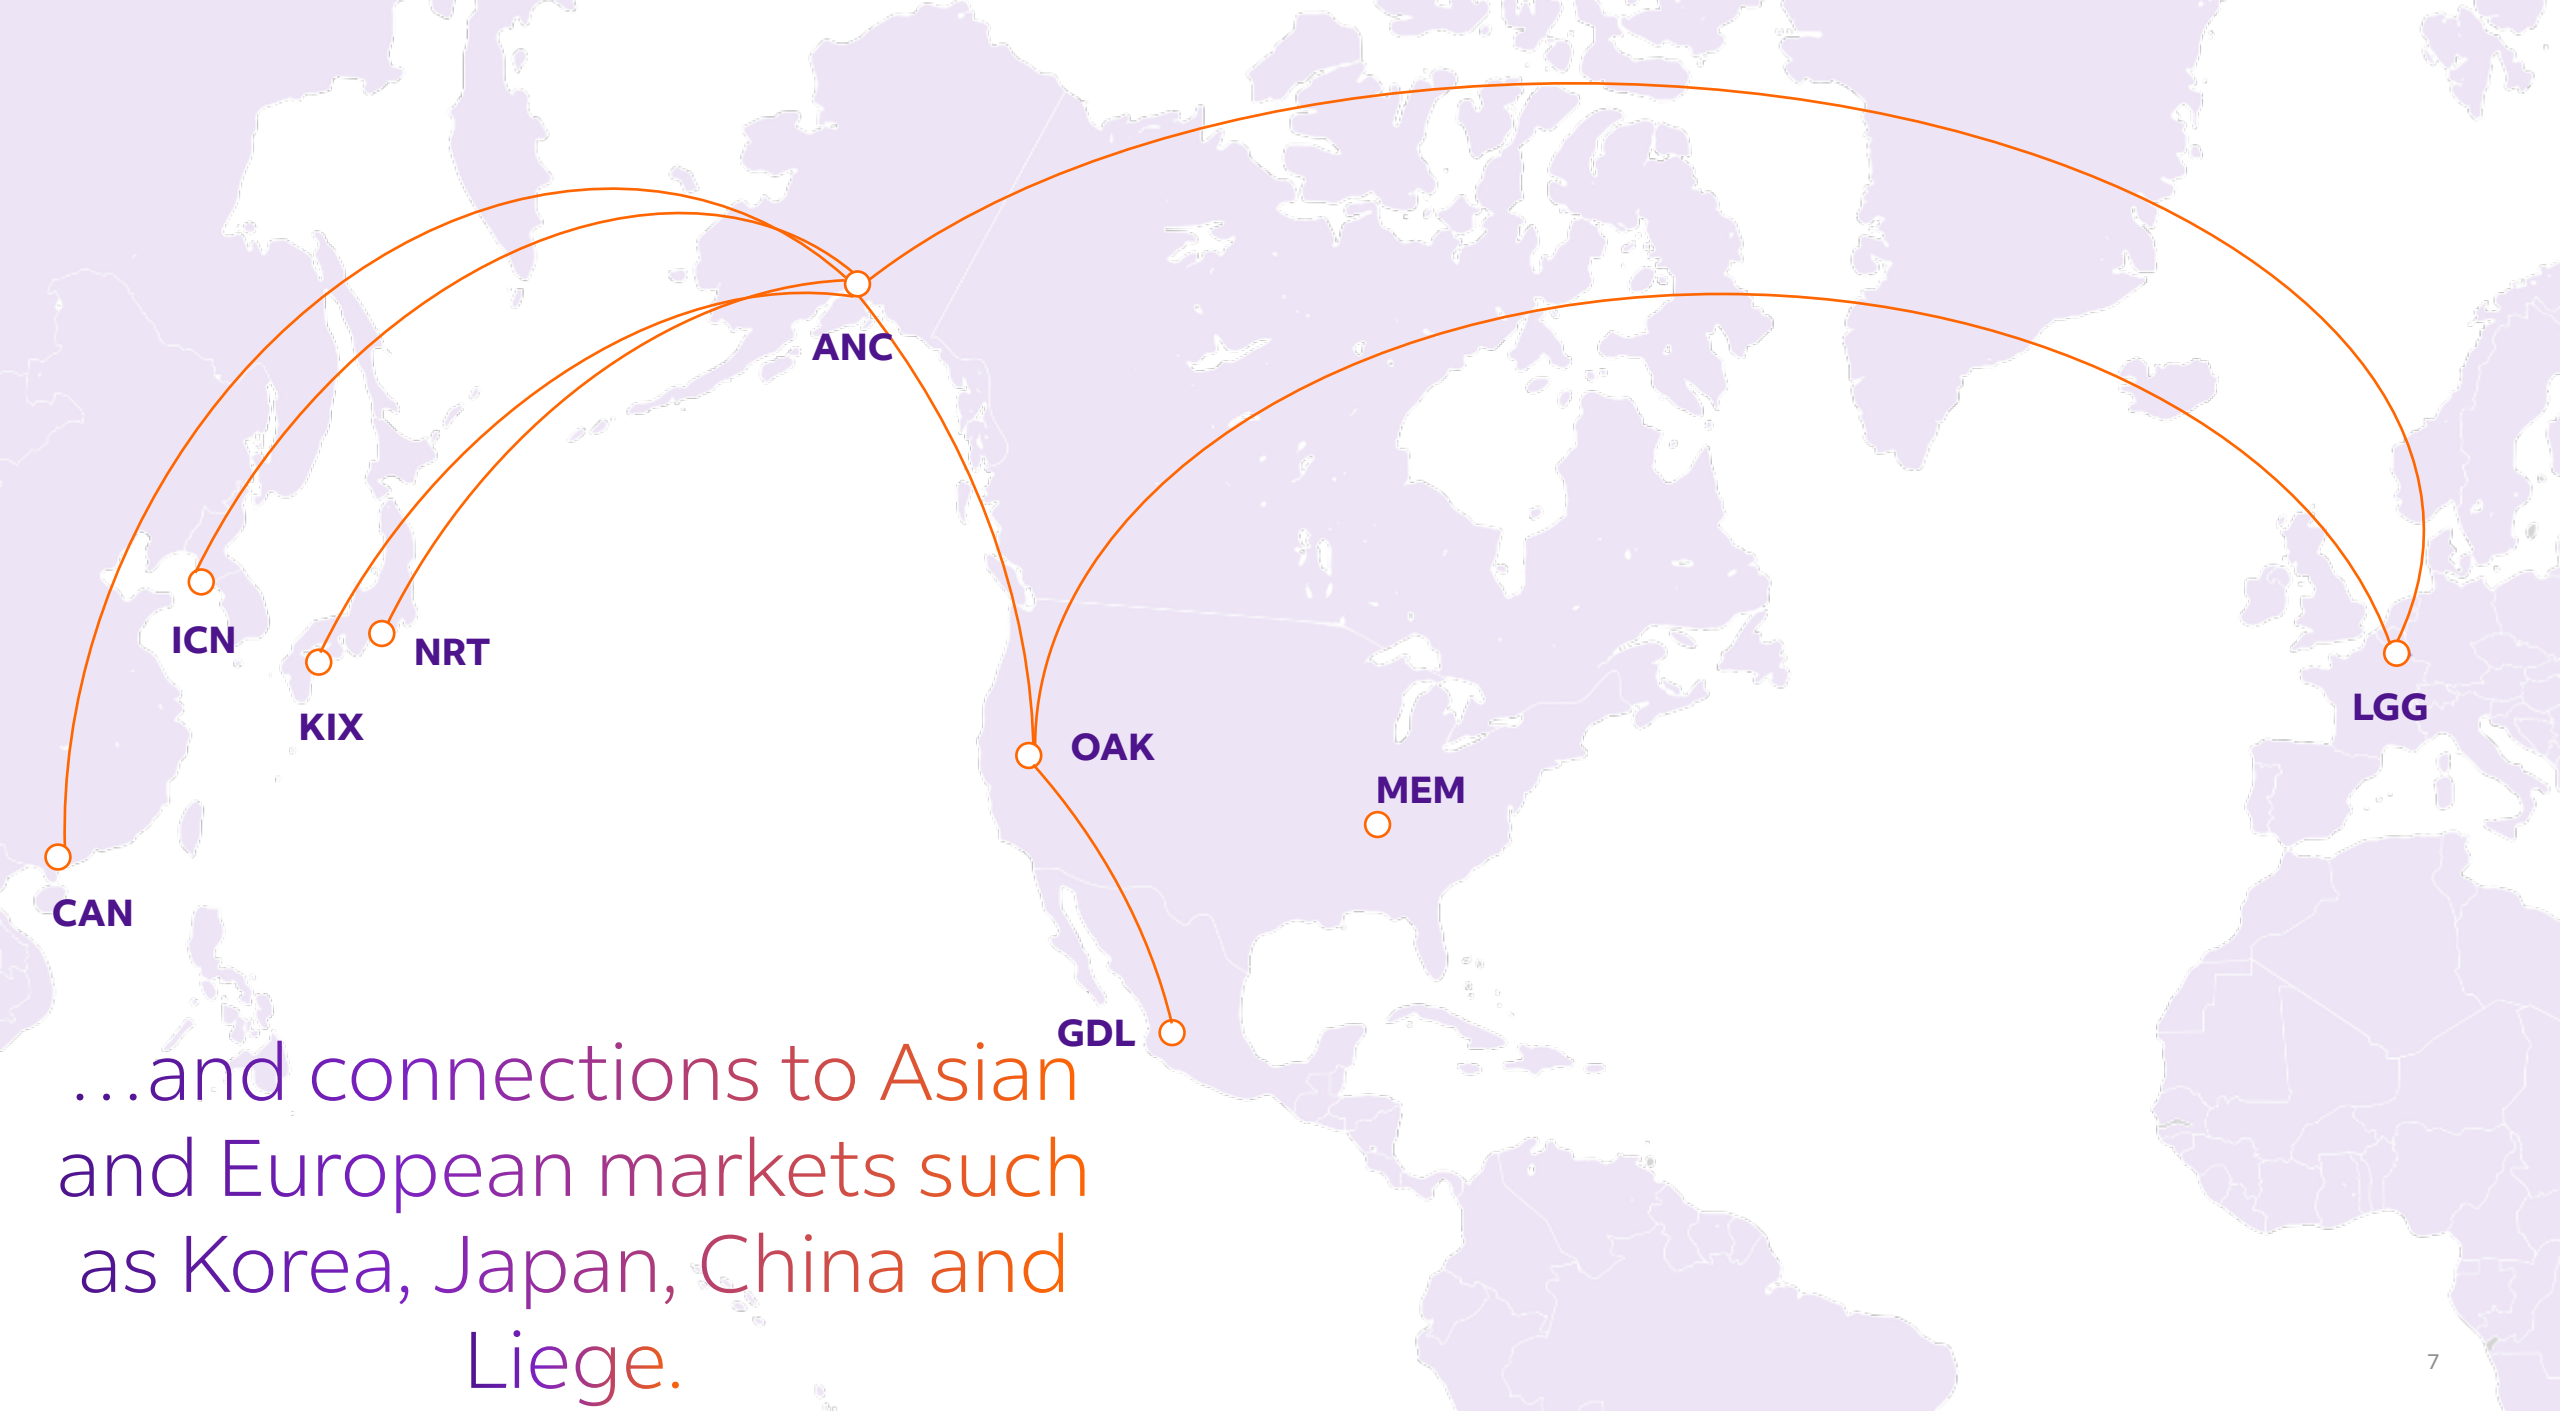 ANC
ICN
NRT
KIX
LGG
OAK
MEM
CAN
GDL
…and connections to Asian
and European markets such
as Korea, Japan, China and
Liege.
7